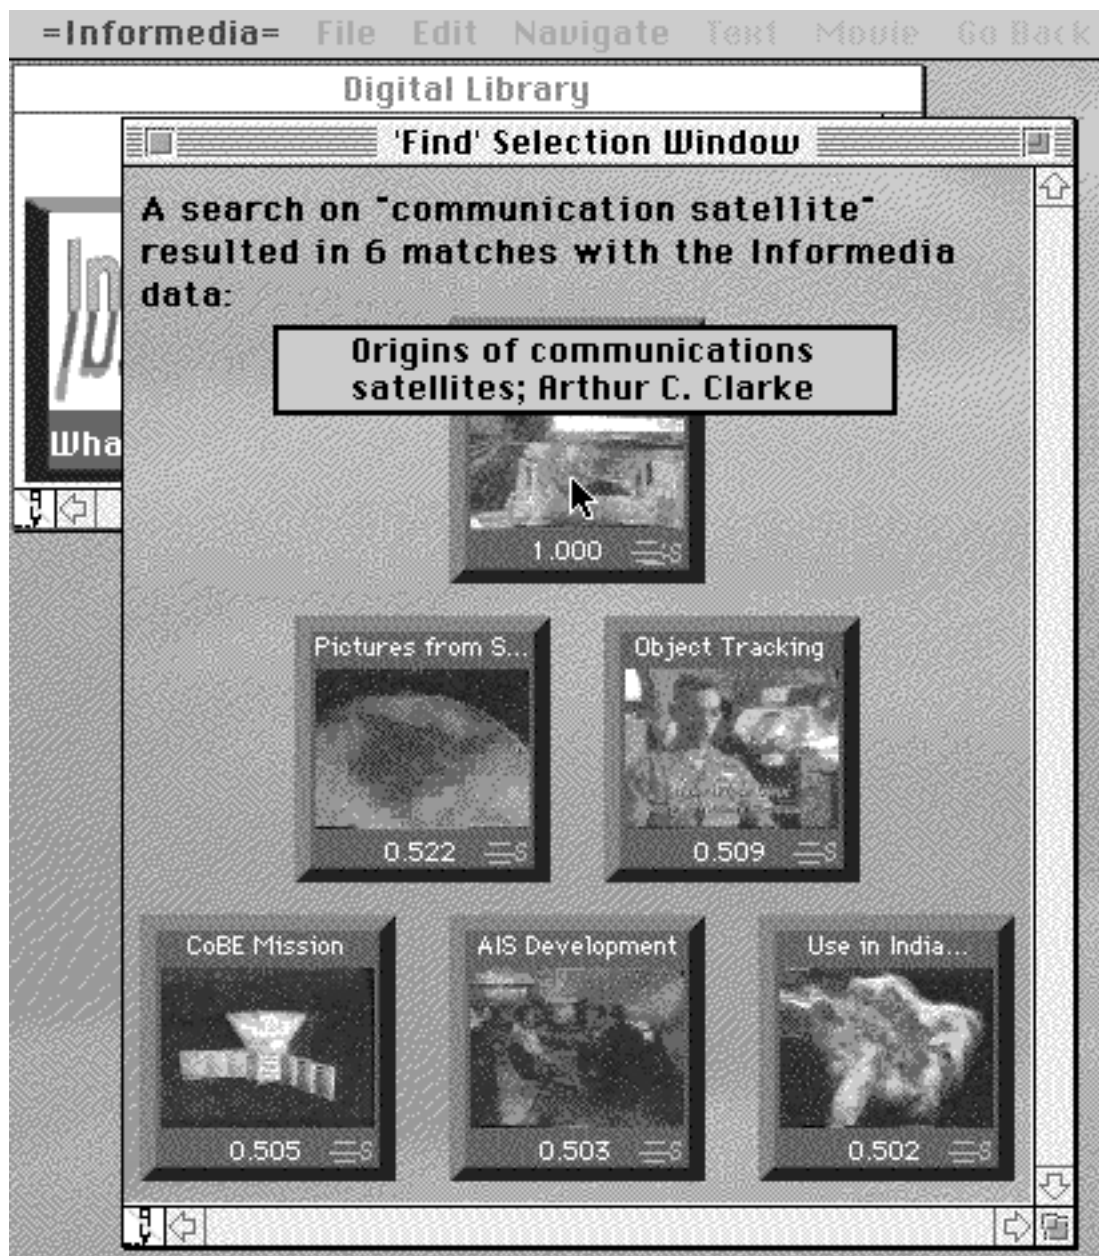 =Informedia= File Edit Navigate Text Movie Go Back
Digital Library
'Find' Selection Window
A search on "communication satellite"
resulted in 6 matches with the Informedia
data:
Origins of communications
satellites; Arthur C. Clarke
Wha
1.000 S
Pictures from S... Object Tracking
0.522 S 0.509 S
CoBE Mission AIS Development Use in India...
0.505 S 0.503 S 0.502 S